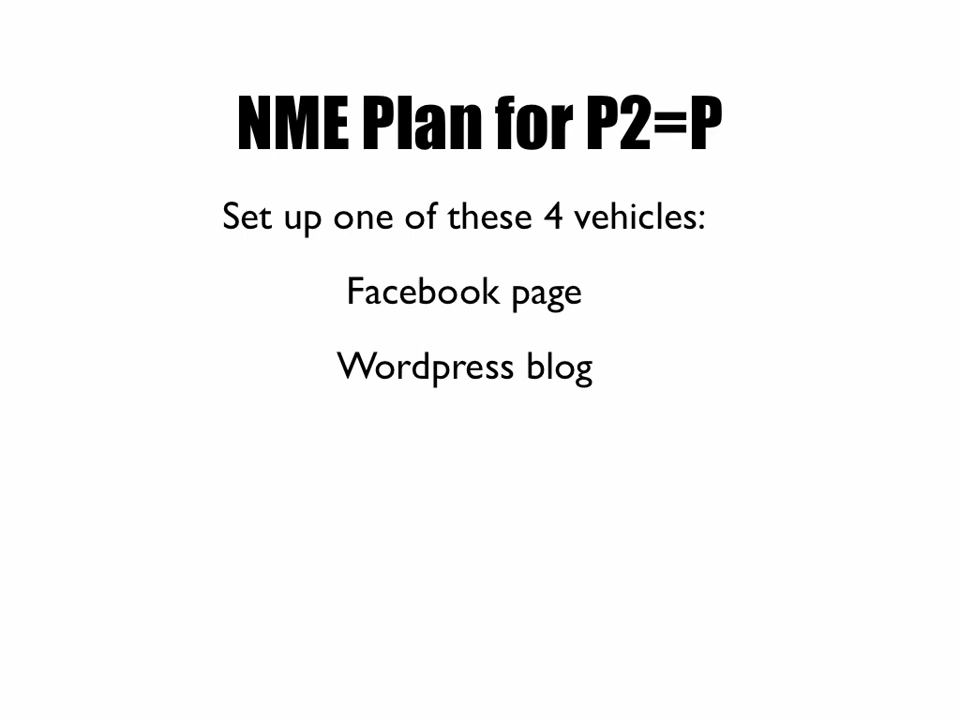 NME Plan for P2=P
Set up one of these 4 vehicles:
Facebook page
Wordpress blog